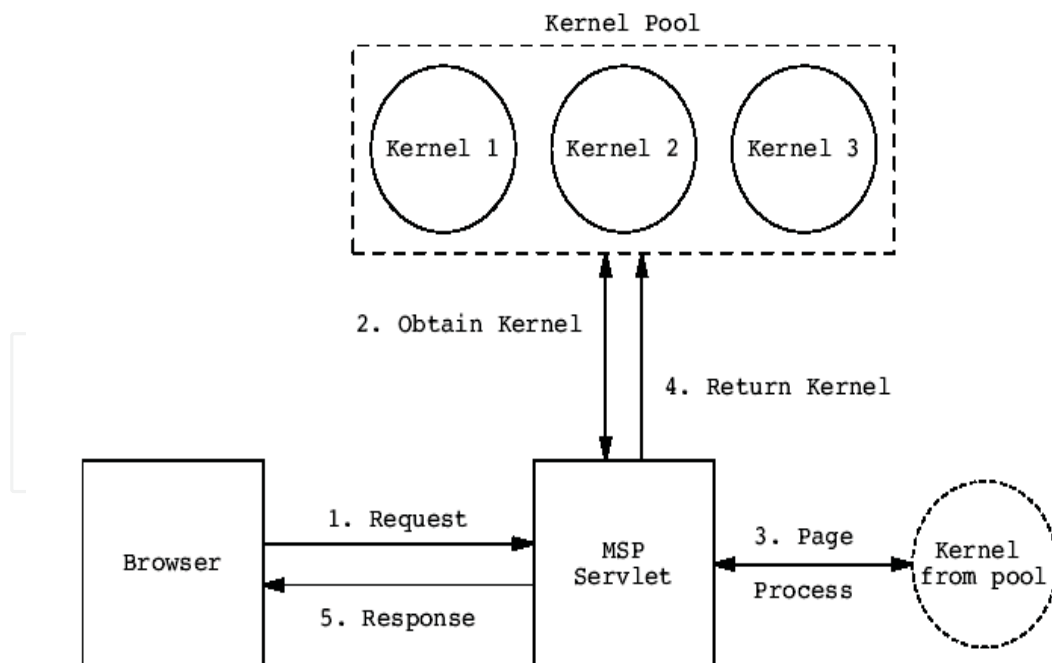 Kernel Pool
Kernel 1
Kernel 2
Kernel 3
2. Obtain Kernel
4. Return Kernel
1. Request
Browser
5. Response
MSP
Servlet
3. Page
Process
Kernel
from pool